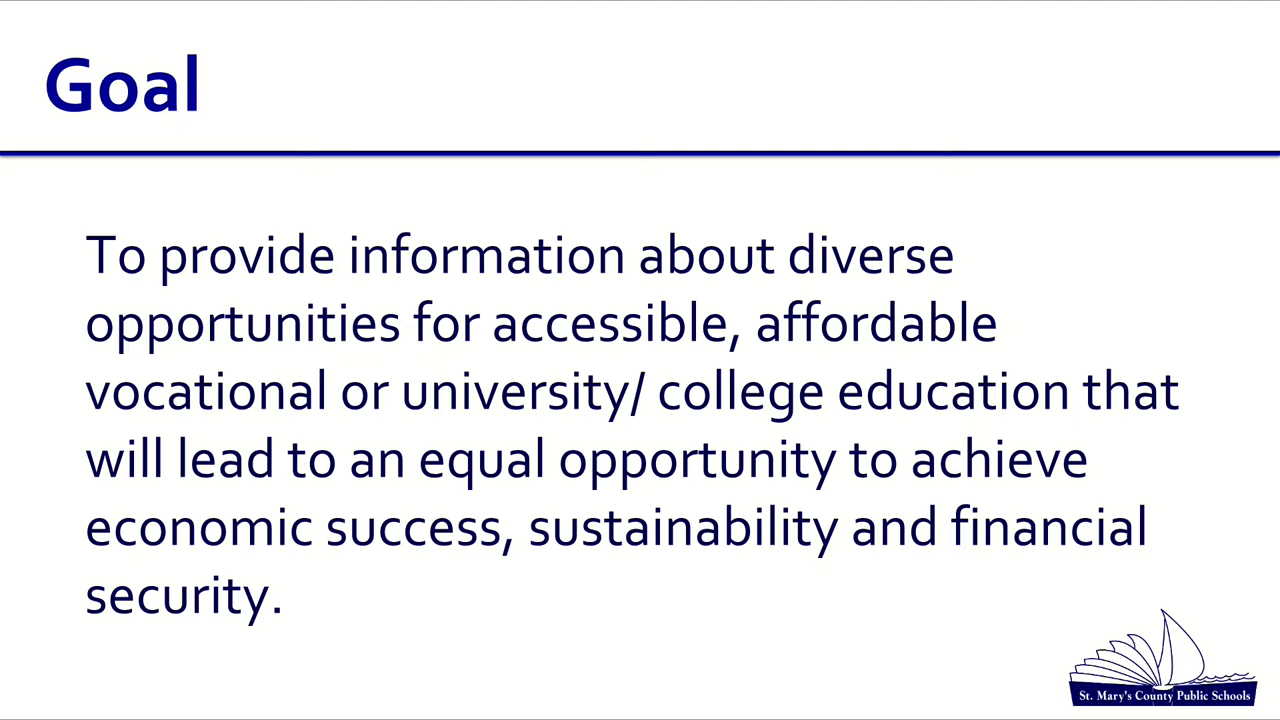 Goal
To provide information about diverse
opportunities for accessible, affordable
vocational or university/ college education that
will lead to an equal opportunity to achieve
economic success, sustainability and financial
security.
St. Mary's County Public Schools